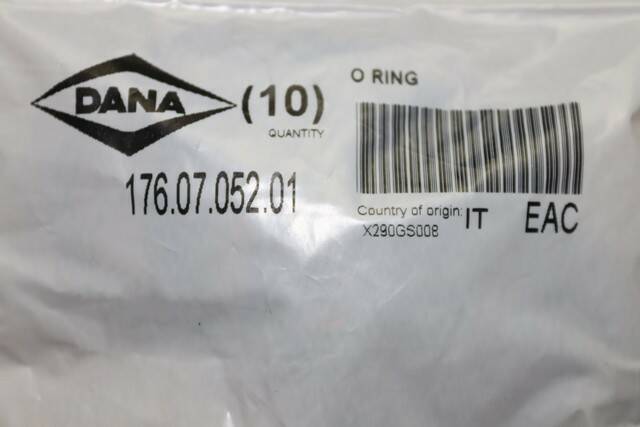 DANA
(10)
QUANTITY
176.07.052.01
O RING
Country of origin: IT
EAC
X290GS008